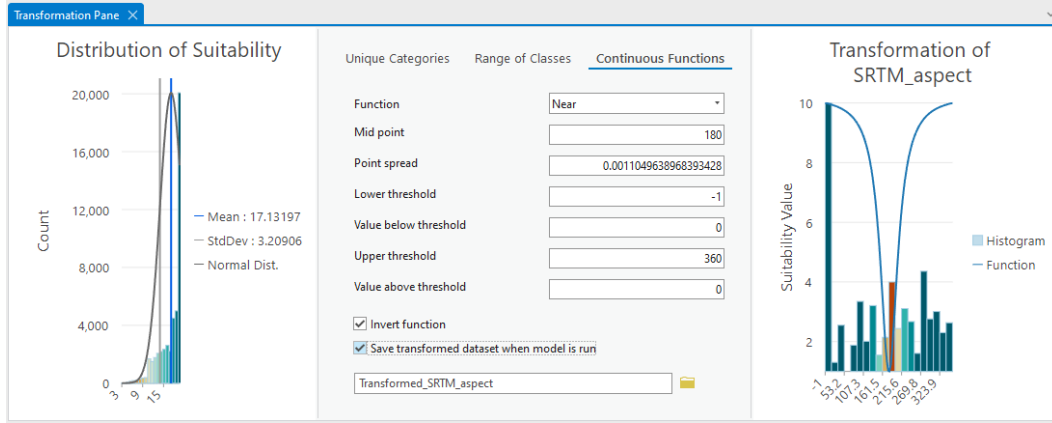 Transformation Pane
Distribution of Suitability
Count
20,000
16,000
12,000
8,000
4,000
0
3
9
15
Mean : 17.13197
StdDev : 3.20906
Normal Dist.
Unique Categories
Range of Classes
Continuous Functions
Function
Near
Mid point
180
Point spread
0.0011049638968393428
Lower threshold
-1
Value below threshold
0
Upper threshold
360
Value above threshold
0
Invert function
Save transformed dataset when model is run
Transformed_SRTM_aspect
Transformation of
SRTM_aspect
Suitability Value
10
8
6
4
2
-1
53.2
107.3
161.5
215.6
269.8
323.9
Histogram
Function